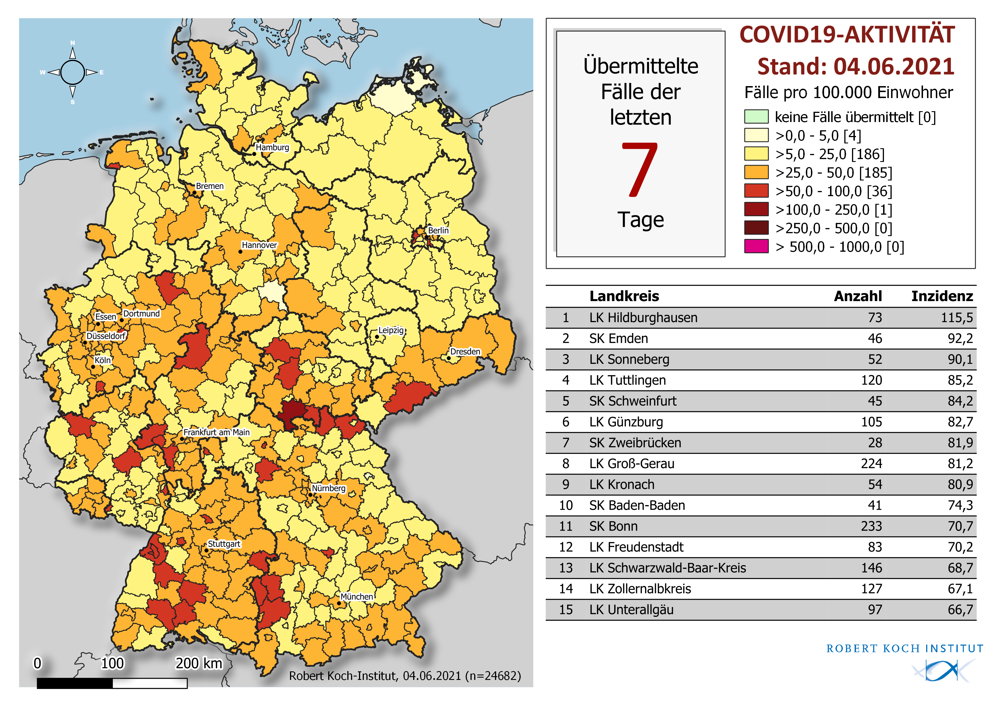 N
W E
S
Hamburg
Bremen
Berlin
Hannover
Essen
Dortmund
Düsseldorf
Leipzig
Dresden
Köln
Frankfurt am Main
Nürnberg
Stuttgart
München
0 100 200 km
Robert Koch-Institut, 04.06.2021 (n=24682)
Übermittelte
Fälle der
letzten
7
Tage
COVID19-AKTIVITÄT
Stand: 04.06.2021
Fälle pro 100.000 Einwohner
keine Fälle übermittelt [0]
>0,0 - 5,0 [4]
>5,0 - 25,0 [186]
>25,0 - 50,0 [185]
>50,0 - 100,0 [36]
>100,0 - 250,0 [1]
>250,0 - 500,0 [0]
> 500,0 - 1000,0 [0]
Landkreis Anzahl Inzidenz
1 LK Hildburghausen 73 115,5
2 SK Emden 46 92,2
3 LK Sonneberg 52 90,1
4 LK Tuttlingen 120 85,2
5 SK Schweinfurt 45 84,2
6 LK Günzburg 105 82,7
7 SK Zweibrücken 28 81,9
8 LK Groß-Gerau 224 81,2
9 LK Kronach 54 80,9
10 SK Baden-Baden 41 74,3
11 SK Bonn 233 70,7
12 LK Freudenstadt 83 70,2
13 LK Schwarzwald-Baar-Kreis 146 68,7
14 LK Zollernalbkreis 127 67,1
15 LK Unterallgäu 97 66,7
ROBERT KOCH INSTITUT